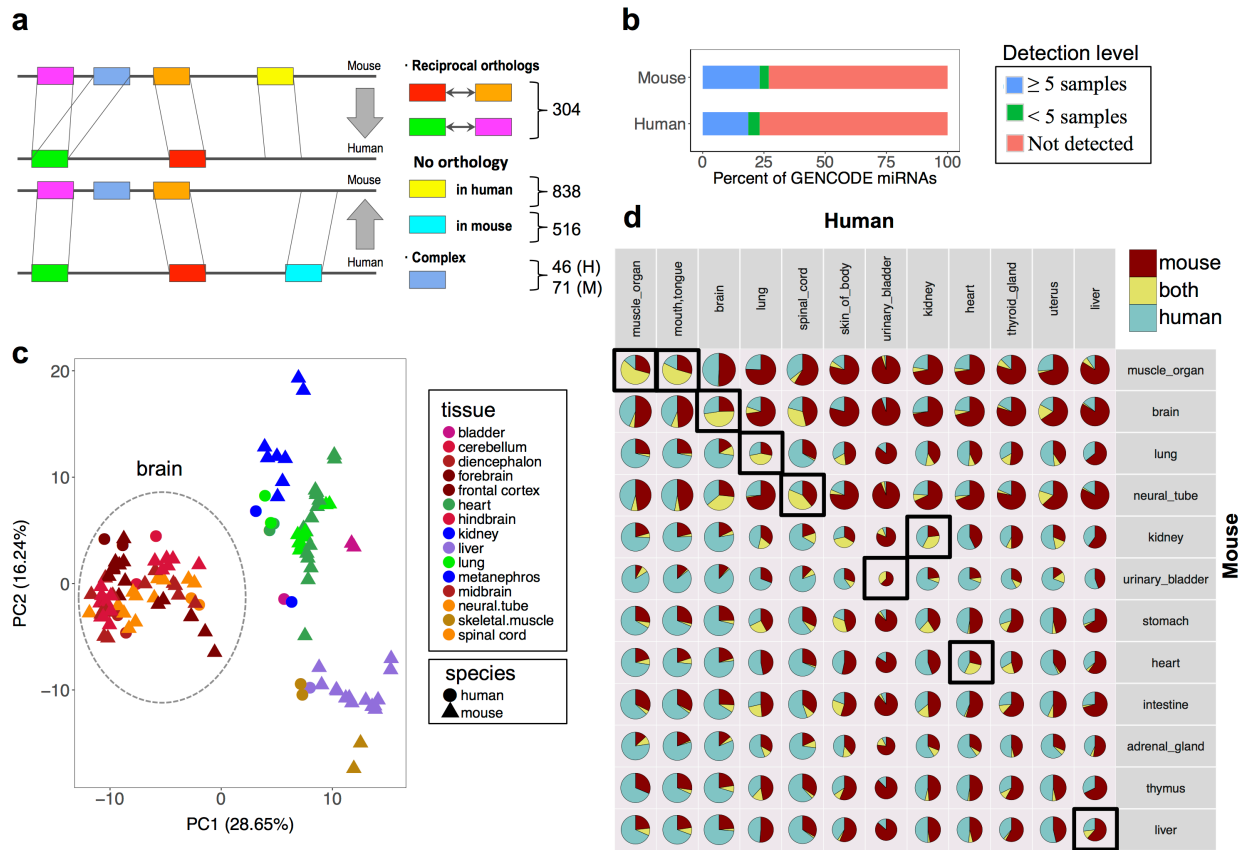 a
Mouse
Human
Mouse
Human
· Reciprocal orthologs
304
No orthology
in human
838
in mouse
516
· Complex
46 (H)
71 (M)
b
Mouse
Human
0
25
50
75
100
Percent of GENCODE miRNAs
Detection level
≥ 5 samples
< 5 samples
Not detected
c
20
10
0
−10
PC2 (16.24%)
−10
0
10
PC1 (28.65%)
brain
tissue
bladder
cerebellum
diencephalon
forebrain
frontal cortex
heart
hindbrain
kidney
liver
lung
metanephros
midbrain
neural.tube
skeletal.muscle
spinal cord
species
human
mouse
d
Human
muscle_organ
mouth,tongue
brain
lung
spinal_cord
skin_of_body
urinary_bladder
kidney
heart
thyroid_gland
uterus
liver
mouse
both
human
muscle_organ
brain
lung
neural_tube
kidney
urinary_bladder
stomach
heart
intestine
adrenal_gland
thymus
liver
Mouse